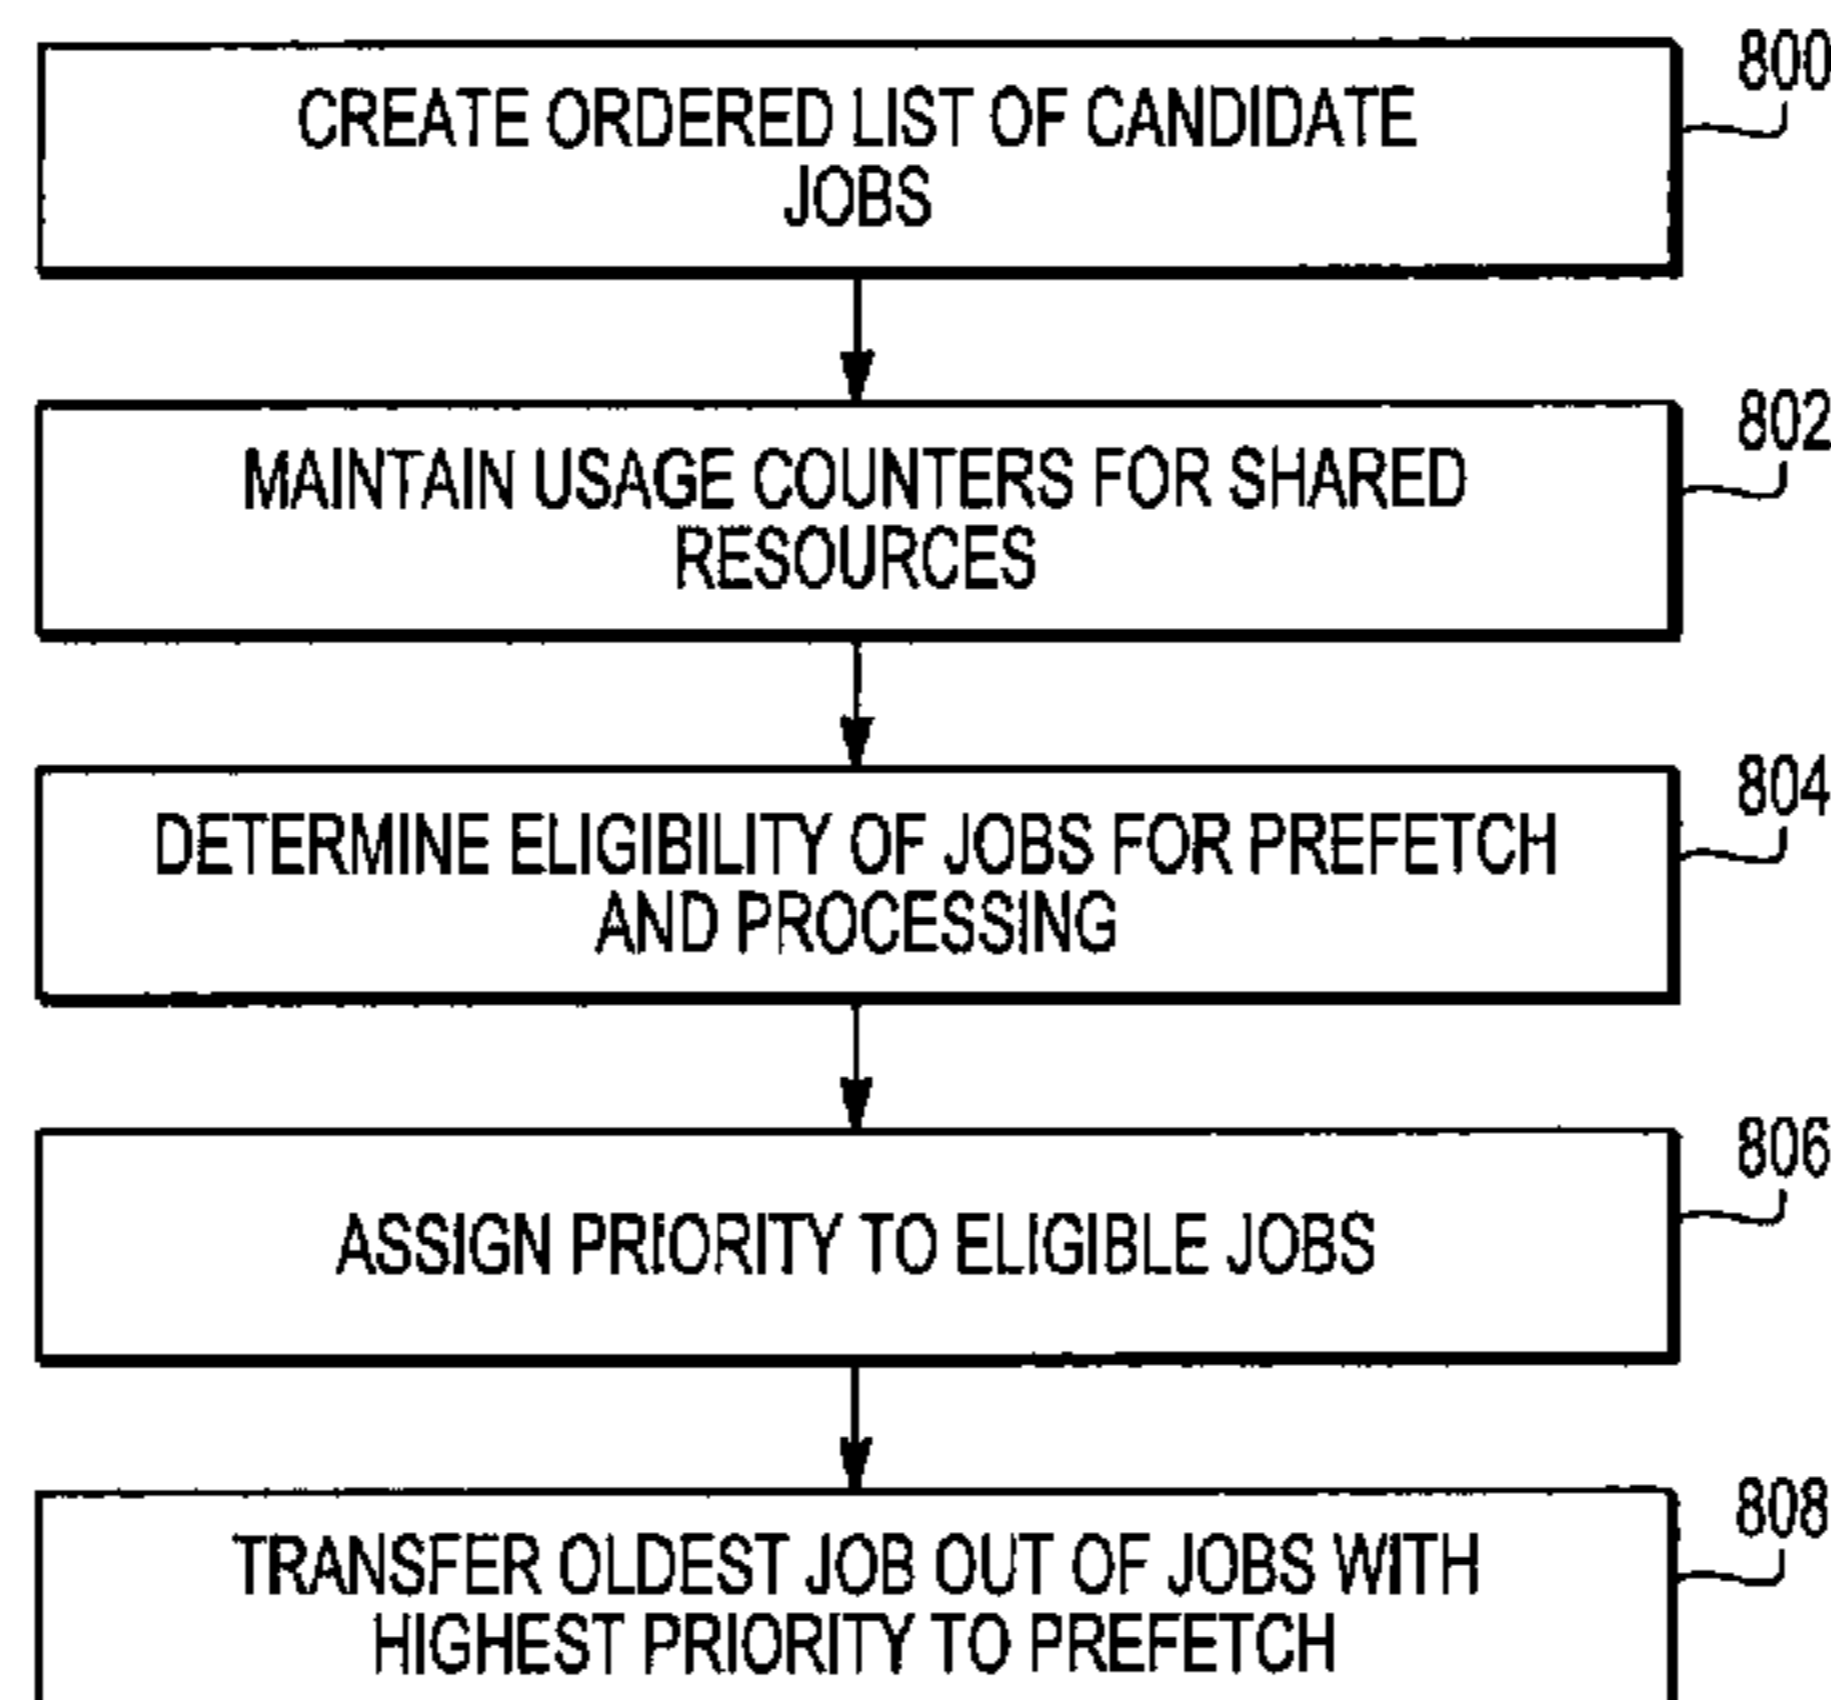 800
CREATE ORDERED LIST OF CANDIDATE
JOBS
802
MAINTAIN USAGE COUNTERS FOR SHARED
RESOURCES
804
DETERMINE ELIGIBILITY OF JOBS FOR PREFETCH
AND PROCESSING
806
ASSIGN PRIORITY TO ELIGIBLE JOBS
808
TRANSFER OLDEST JOB OUT OF JOBS WITH
HIGHEST PRIORITY TO PREFETCH